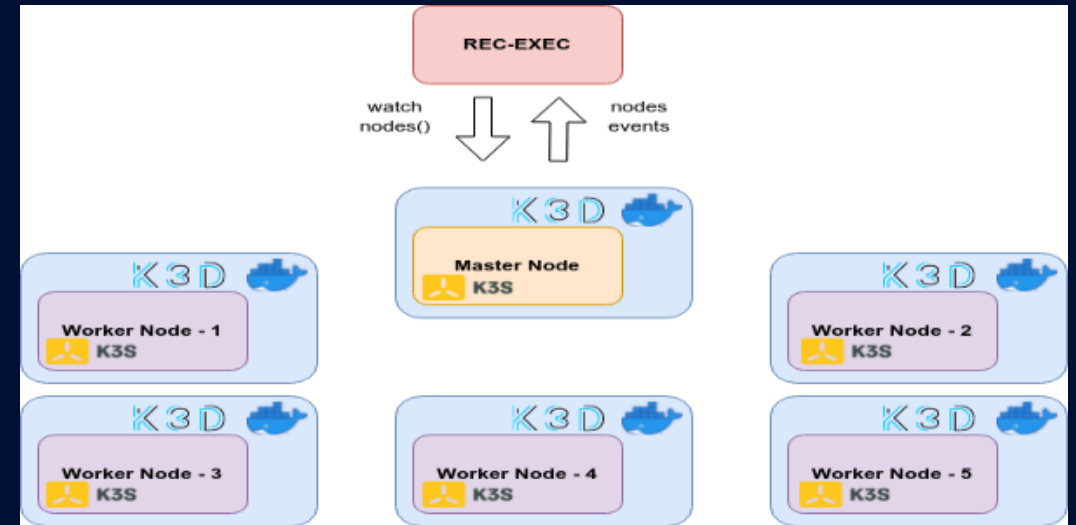 REC-EXEC
watch
nodes()
nodes
events
K3D
Master Node
K3S
K3D
Worker Node - 1
K3S
K3D
Worker Node - 2
K3S
K3D
Worker Node - 3
K3S
K3D
Worker Node - 4
K3S
K3D
Worker Node - 5
K3S